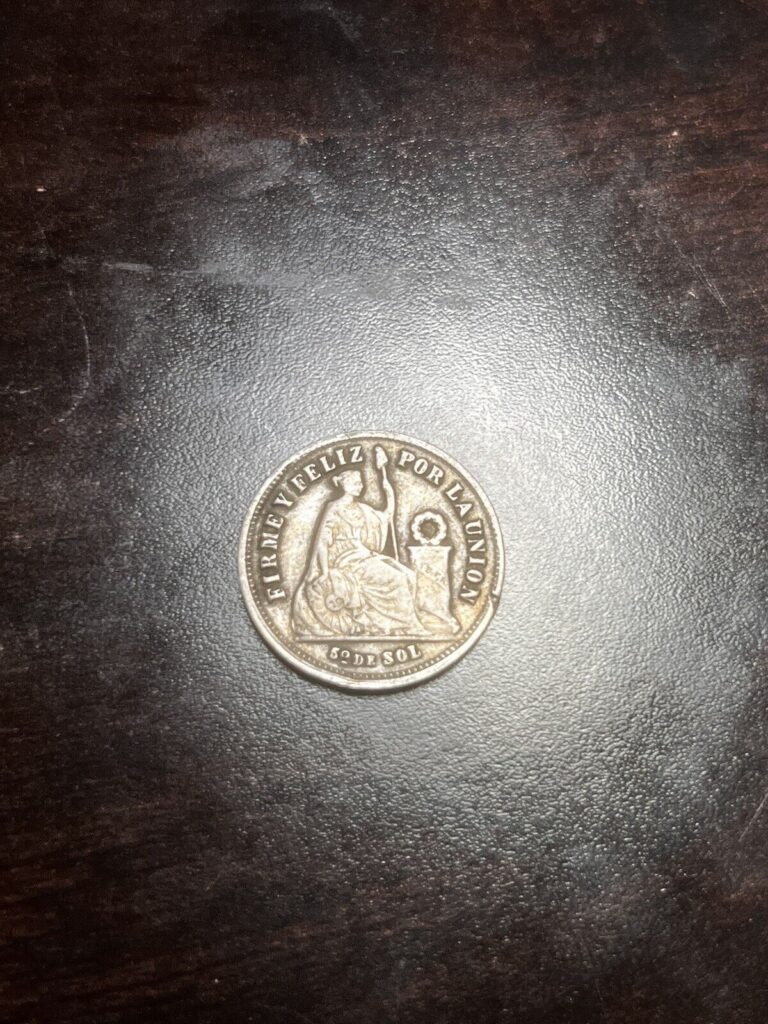 FIRME Y FELIZ POR LA UNION
5º DE SOL